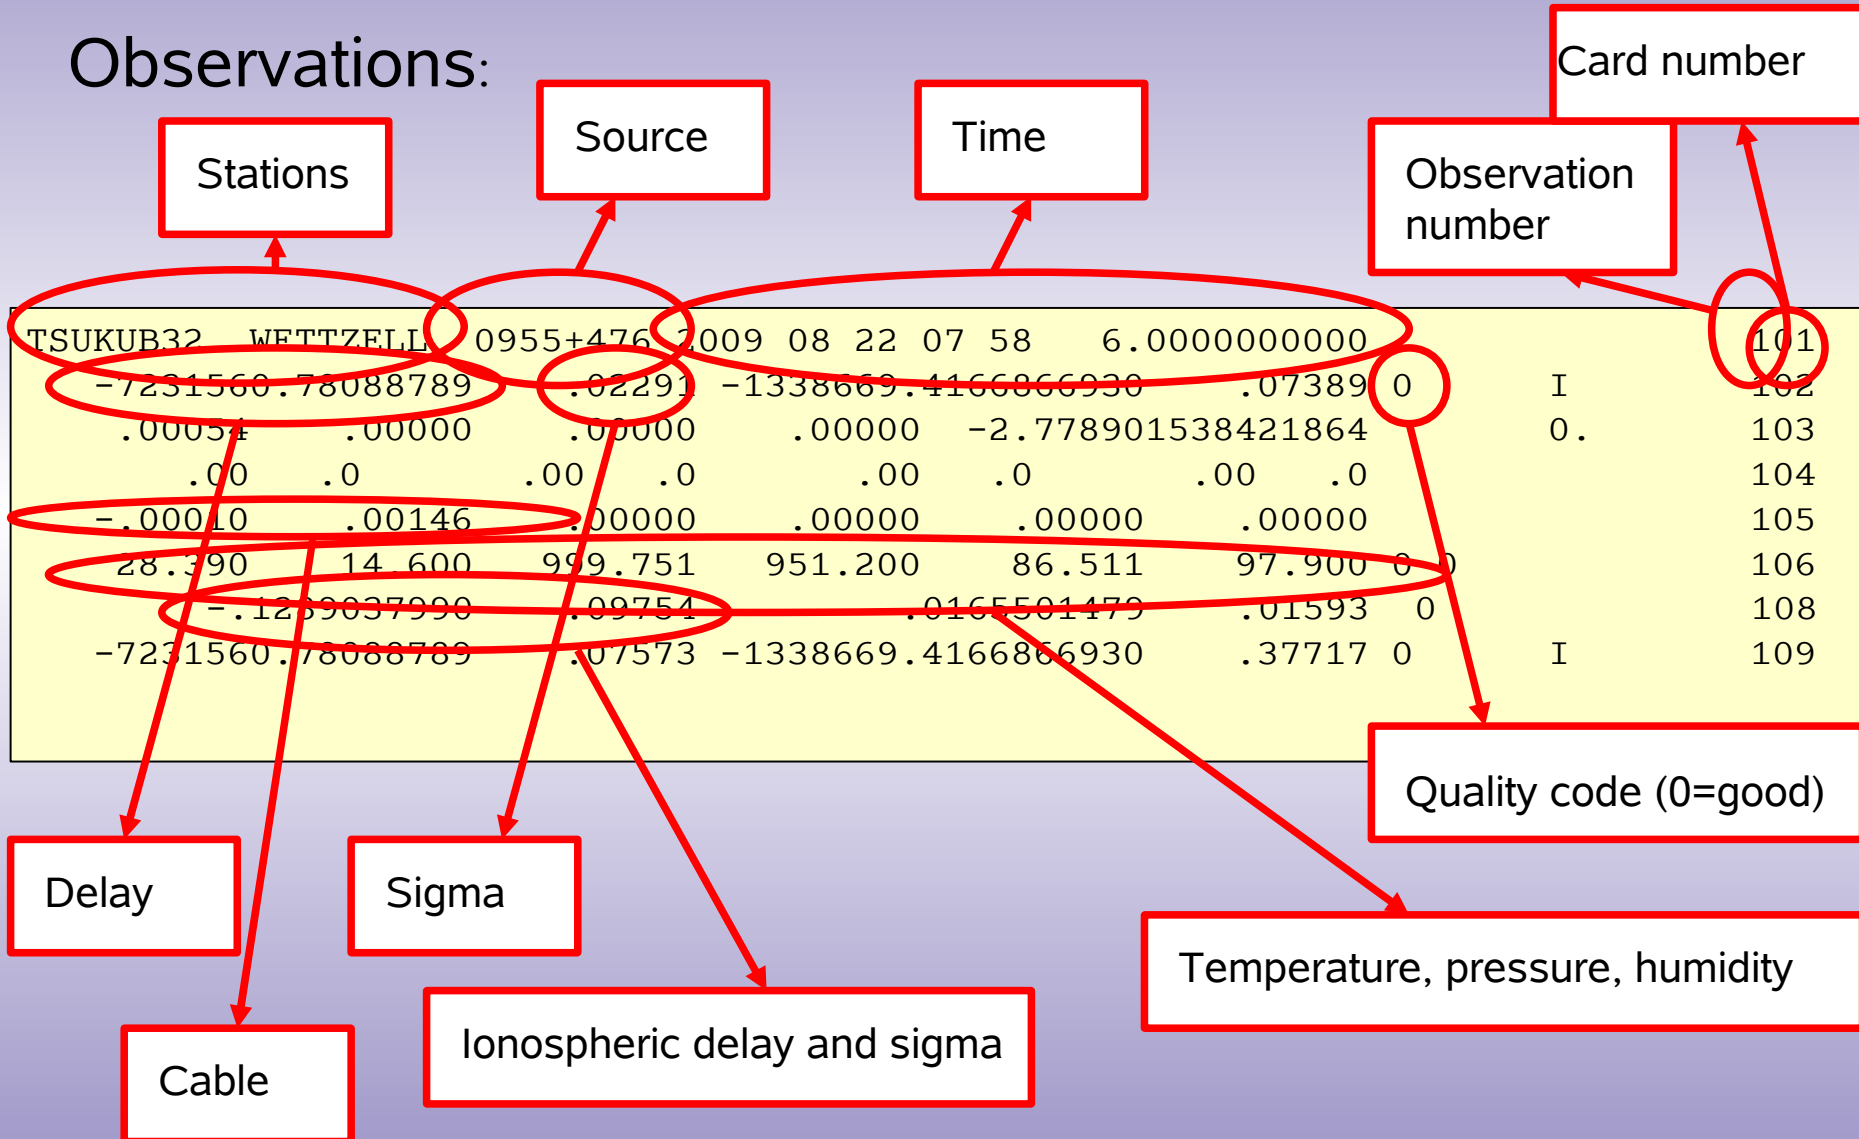 Observations:
Card number
Source
Time
Stations
Observation
number
TSUKUB32 WETTZELL 0955+476 2009 08 22 07 58 6.0000000000 101
-7231560.78088789 .02291 -1338669.4166866930 .07389 0 I 102
.00054 .00000 .00000 .00000 -2.778901538421864 0. 103
.00 .0 .00 .0 .00 .0 .00 .0 104
-.00010 .00146 .00000 .00000 .00000 .00000 105
28.390 14.600 999.751 951.200 86.511 97.900 0 0 106
-.1289037990 .09754 .0165501479 .01593 0 108
-7231560.78088789 .07573 -1338669.4166866930 .37717 0 I 109
Quality code (0=good)
Delay
Sigma
Temperature, pressure, humidity
Ionospheric delay and sigma
Cable